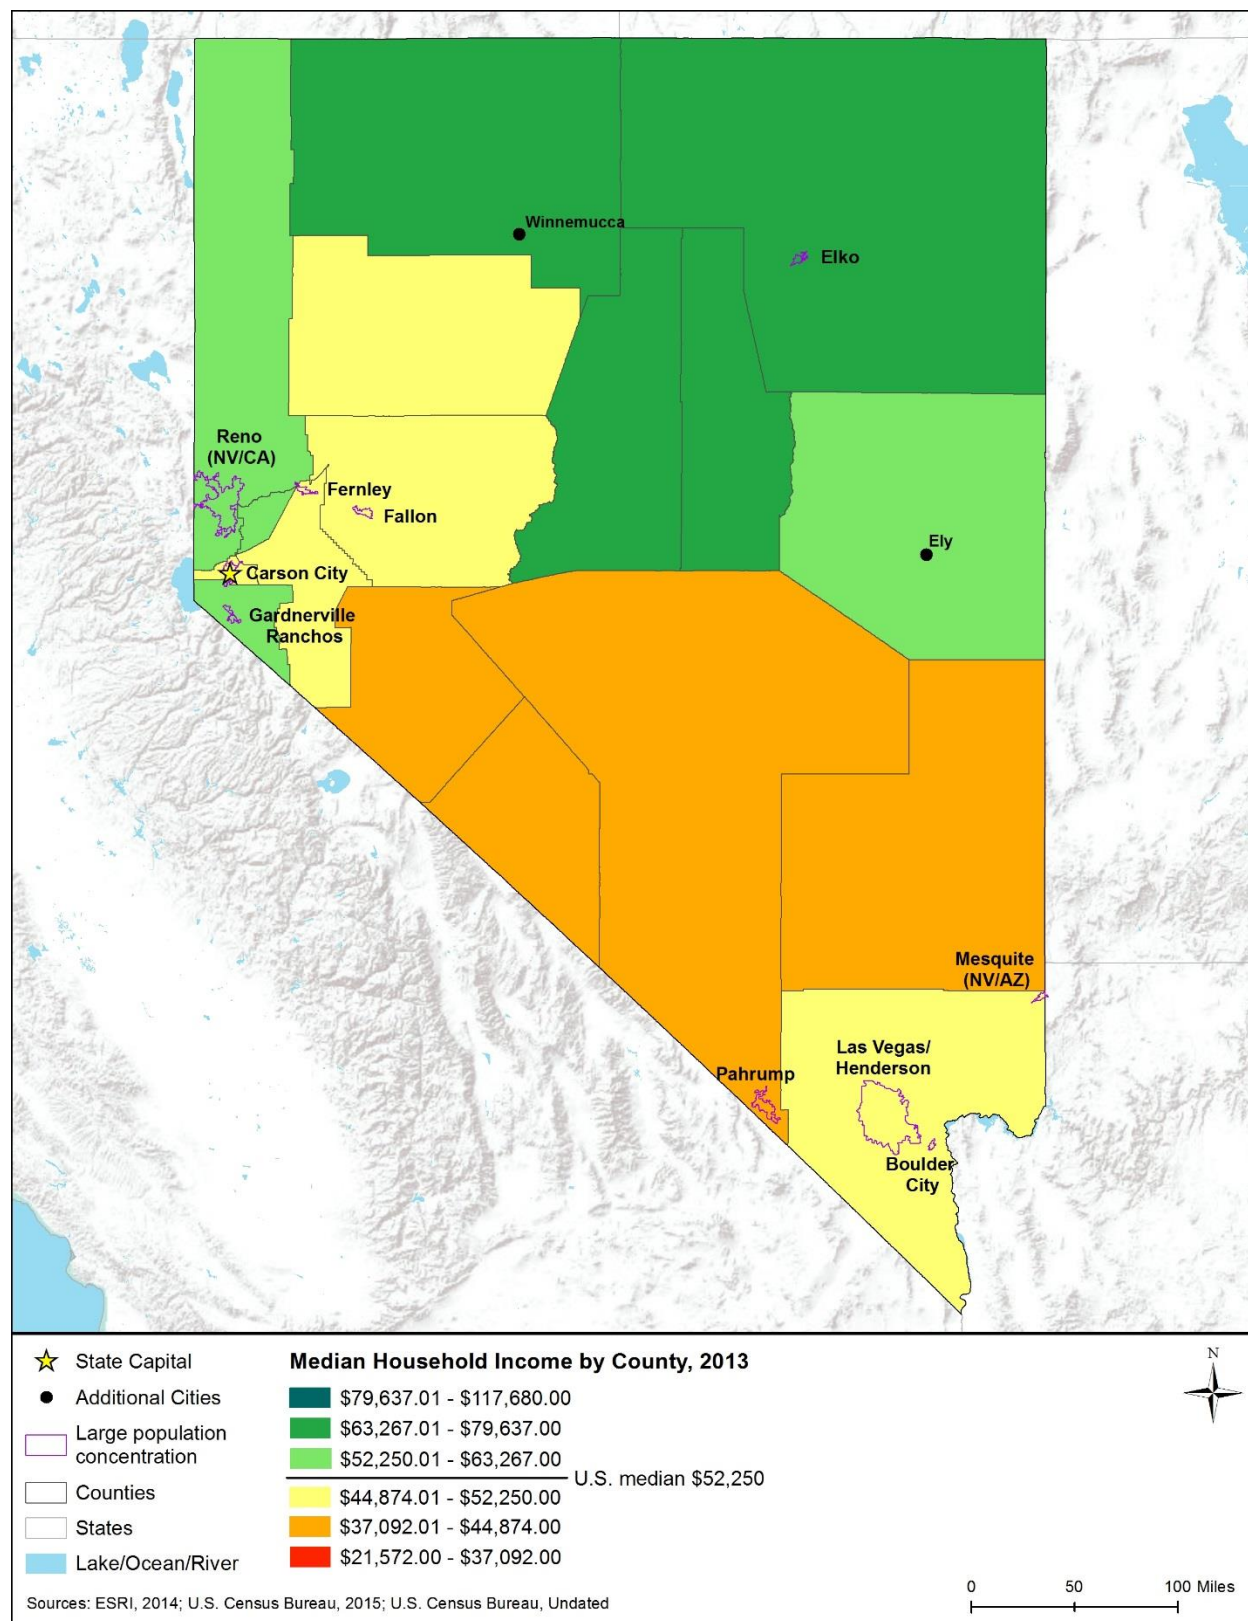 Winnemucca
Elko
Reno
(NV/CA)
Fernley
Fallon
Ely
Carson City
Gardnerville
Ranchos
Mesquite
(NV/AZ)
Las Vegas/
Henderson
Pahrump
Boulder
City
State Capital
Additional Cities
Large population
concentration
Counties
States
Lake/Ocean/River
Median Household Income by County, 2013
$79,637.01 - $117,680.00
$63,267.01 - $79,637.00
$52,250.01 - $63,267.00
U.S. median $52,250
$44,874.01 - $52,250.00
$37,092.01 - $44,874.00
$21,572.00 - $37,092.00
N
0 50 100 Miles
Sources: ESRI, 2014; U.S. Census Bureau, 2015; U.S. Census Bureau, Undated